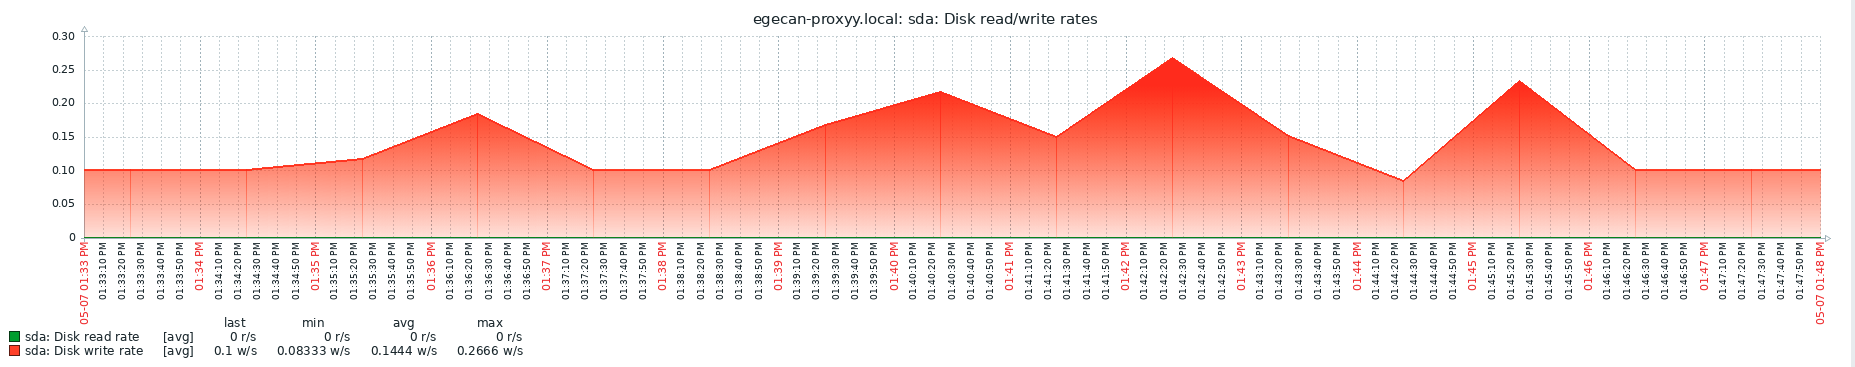 egecan-proxyy.local: sda: Disk read/write rates
0.30
0.25
0.20
0.15
0.10
0.05
0
05-07 01:33 PM
01:33:10 PM
01:33:20 PM
01:33:30 PM
01:33:40 PM
01:33:50 PM
01:34 PM
01:34:10 PM
01:34:20 PM
01:34:30 PM
01:34:40 PM
01:34:50 PM
01:35 PM
01:35:10 PM
01:35:20 PM
01:35:30 PM
01:35:40 PM
01:35:50 PM
01:36 PM
01:36:10 PM
01:36:20 PM
01:36:30 PM
01:36:40 PM
01:36:50 PM
01:37 PM
01:37:10 PM
01:37:20 PM
01:37:30 PM
01:37:40 PM
01:37:50 PM
01:38 PM
01:38:10 PM
01:38:20 PM
01:38:30 PM
01:38:40 PM
01:38:50 PM
01:39 PM
01:39:10 PM
01:39:20 PM
01:39:30 PM
01:39:40 PM
01:39:50 PM
01:40 PM
01:40:10 PM
01:40:20 PM
01:40:30 PM
01:40:40 PM
01:40:50 PM
01:41 PM
01:41:10 PM
01:41:20 PM
01:41:30 PM
01:41:40 PM
01:41:50 PM
01:42 PM
01:42:10 PM
01:42:20 PM
01:42:30 PM
01:42:40 PM
01:42:50 PM
01:43 PM
01:43:10 PM
01:43:20 PM
01:43:30 PM
01:43:40 PM
01:43:50 PM
01:44 PM
01:44:10 PM
01:44:20 PM
01:44:30 PM
01:44:40 PM
01:44:50 PM
01:45 PM
01:45:10 PM
01:45:20 PM
01:45:30 PM
01:45:40 PM
01:45:50 PM
01:46 PM
01:46:10 PM
01:46:20 PM
01:46:30 PM
01:46:40 PM
01:46:50 PM
01:47 PM
01:47:10 PM
01:47:20 PM
01:47:30 PM
01:47:40 PM
01:47:50 PM
05-07 01:48 PM
last min avg max
sda: Disk read rate [avg] 0 r/s 0 r/s 0 r/s 0 r/s
sda: Disk write rate [avg] 0.1 w/s 0.08333 w/s 0.1444 w/s 0.2666 w/s